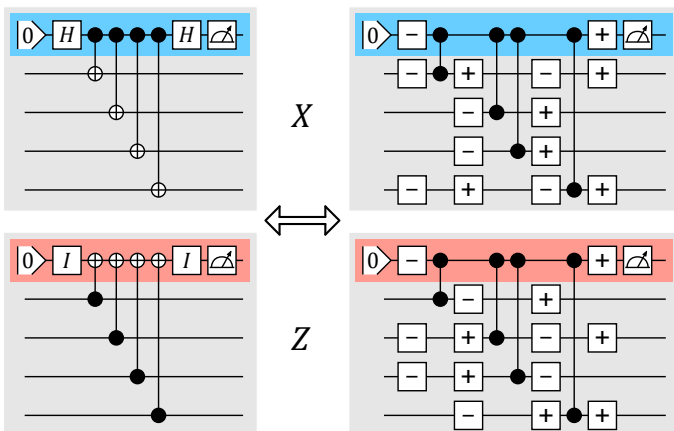 |0⟩ H H
X
|0⟩ − +
− + − +
− +
− +
− + − +
|0⟩ I I
Z
|0⟩ − +
− +
− + − +
− + −
− + +